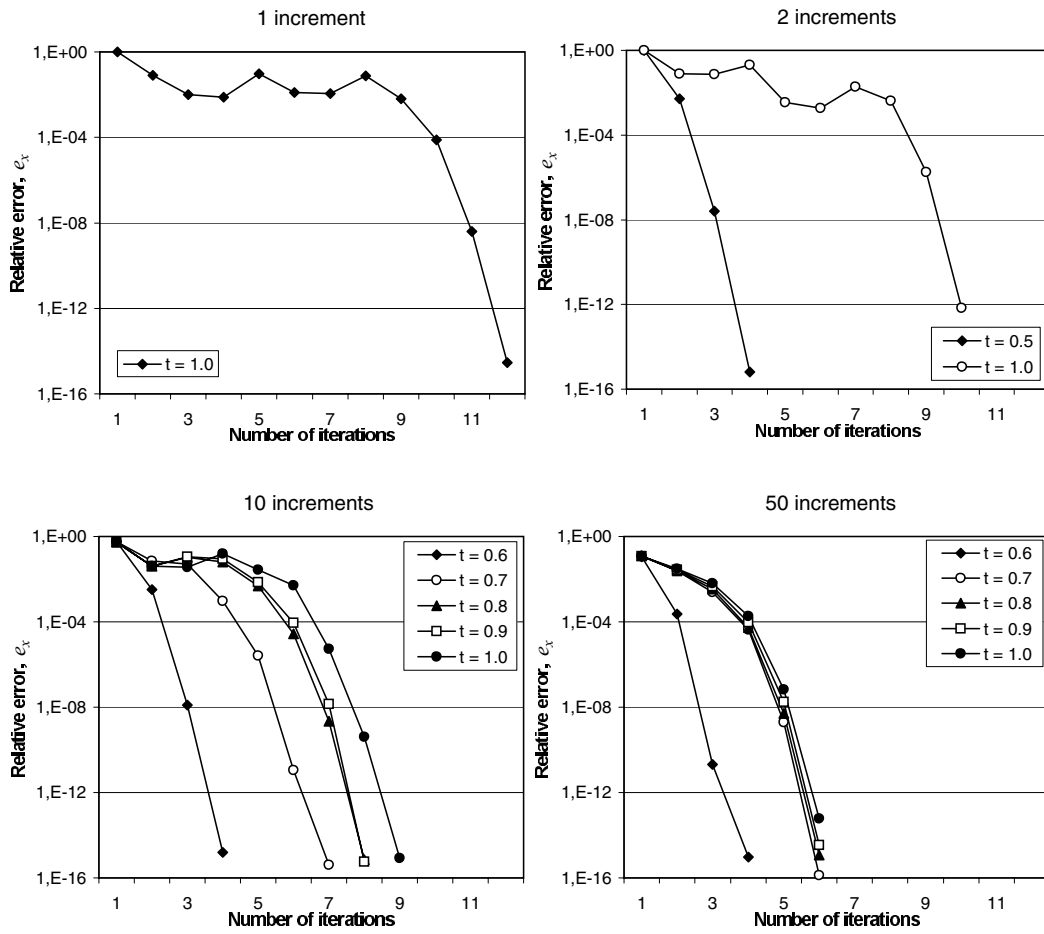 1 increment
1,E+00
1,E-04
1,E-08
1,E-12
1,E-16
Relative error, eₓ
t = 1.0
1 3 5 7 9 11
Number of iterations
2 increments
1,E+00
1,E-04
1,E-08
1,E-12
1,E-16
Relative error, eₓ
t = 0.5
t = 1.0
1 3 5 7 9 11
Number of iterations
10 increments
1,E+00
1,E-04
1,E-08
1,E-12
1,E-16
Relative error, eₓ
t = 0.6
t = 0.7
t = 0.8
t = 0.9
t = 1.0
1 3 5 7 9 11
Number of iterations
50 increments
1,E+00
1,E-04
1,E-08
1,E-12
1,E-16
Relative error, eₓ
t = 0.6
t = 0.7
t = 0.8
t = 0.9
t = 1.0
1 3 5 7 9 11
Number of iterations